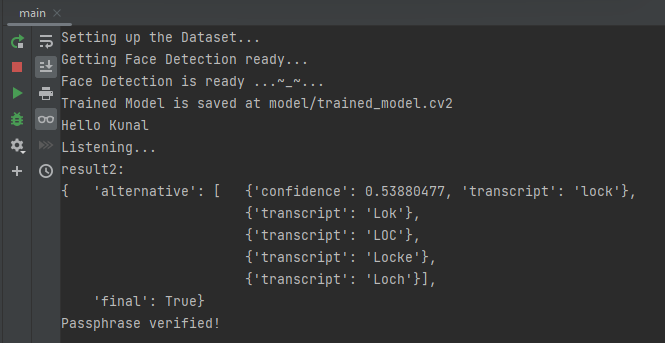 main
Setting up the Dataset...
Getting Face Detection ready...
Face Detection is ready ...~_~...
Trained Model is saved at model/trained_model.cv2
Hello Kunal
Listening...
result2:
{   'alternative': [   {'confidence': 0.53880477, 'transcript': 'lock'},
                       {'transcript': 'Lok'},
                       {'transcript': 'LOC'},
                       {'transcript': 'Locke'},
                       {'transcript': 'Loch'}],
    'final': True}
Passphrase verified!